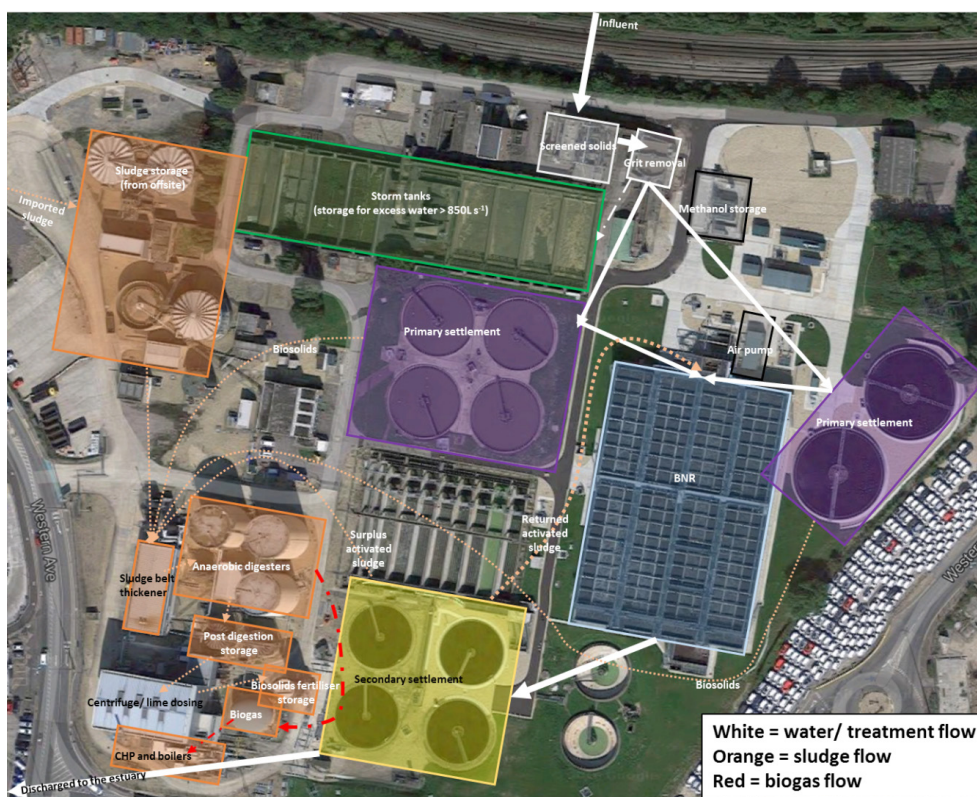 Influent
Screened solids
Grit removal
Sludge storage
(from offsite)
Imported
sludge
Storm tanks
(storage for excess water > 850L s⁻¹)
Methanol storage
Primary settlement
Air pump
Biosolids
Primary settlement
BNR
Western Ave
Surplus
activated
sludge
Returned
activated
sludge
Anaerobic digesters
Sludge belt
thickener
Post digestion
storage
Secondary settlement
Biosolids
Biosolids fertiliser
storage
Centrifuge/ lime dosing
Biogas
CHP and boilers
Discharged to the estuary
White = water/ treatment flow
Orange = sludge flow
Red = biogas flow